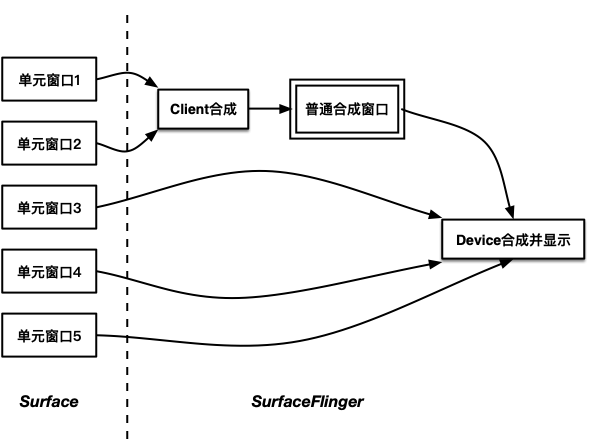 单元窗口1
单元窗口2
单元窗口3
单元窗口4
单元窗口5
Client合成
普通合成窗口
Device合成并显示
Surface
SurfaceFlinger